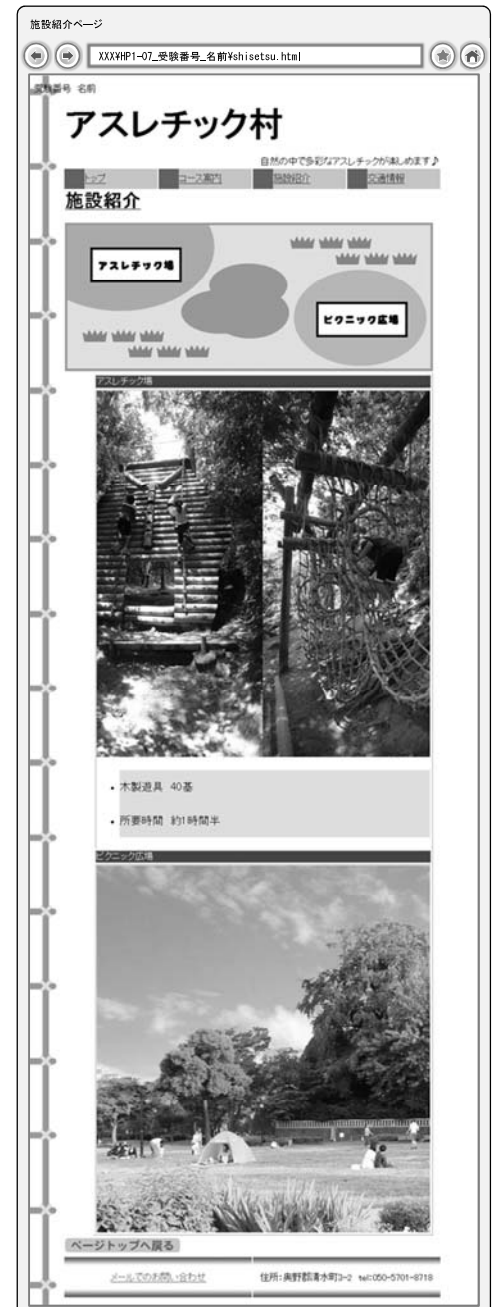 施設紹介ページ
XXX¥HP1-07_受験番号_名前¥shisetsu.html
受験番号 名前
アスレチック村
自然の中で多彩なアスレチックが楽しめます♪
トップ コース案内 施設紹介 交通情報
施設紹介
アスレチック場
ピクニック広場
アスレチック場
・木製遊具 40基
・所要時間 約1時間半
ピクニック広場
ページトップへ戻る
メールでのお問い合わせ 住所:奥野郡清水町3-2 tel:050-5701-8718